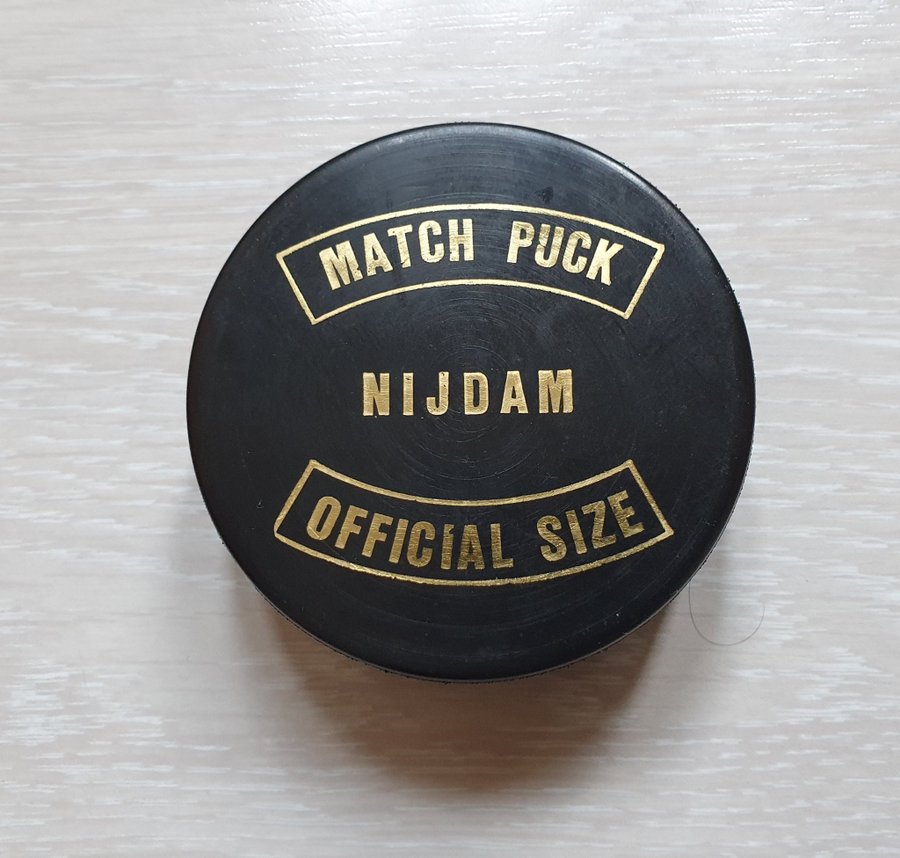 MATCH PUCK
NIJDAM
OFFICIAL SIZE